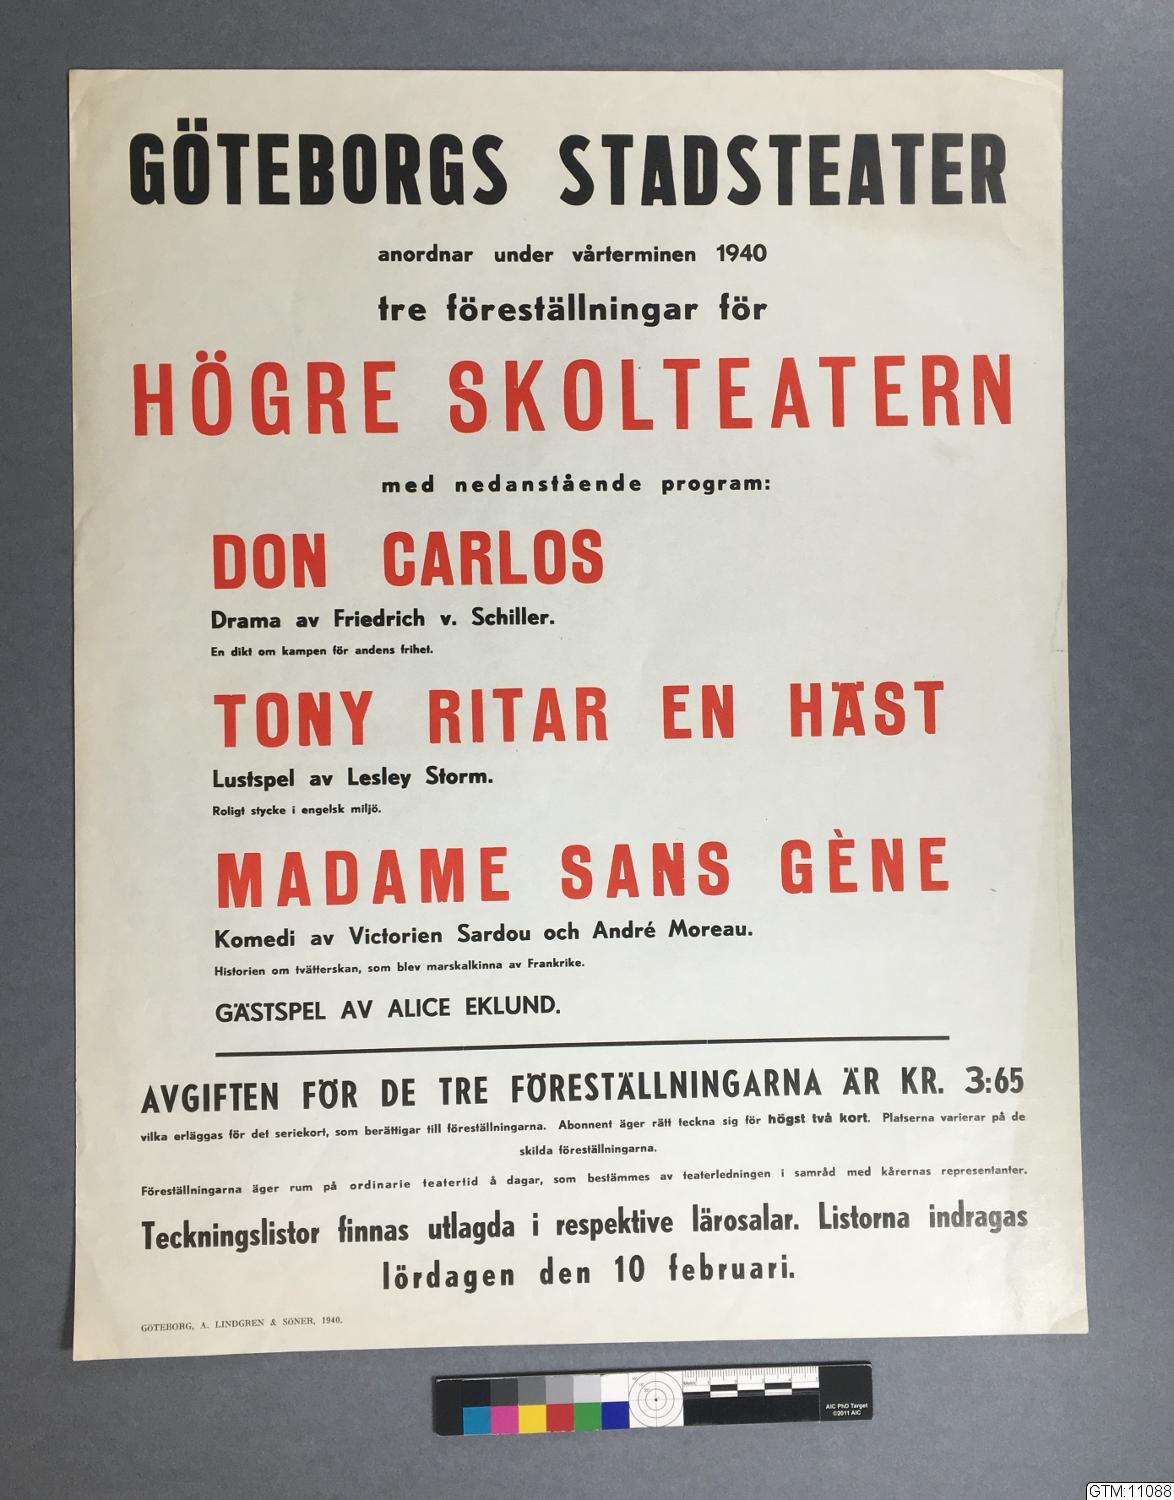 GÖTEBORGS STADSTEATER
anordnar under vårterminen 1940
tre föreställningar för
HÖGRE SKOLTEATERN
med nedanstående program:
DON CARLOS
Drama av Friedrich v. Schiller.
En dikt om kampen för andens frihet.
TONY RITAR EN HÄST
Lustspel av Lesley Storm.
Roligt stycke i engelsk miljö.
MADAME SANS GÈNE
Komedi av Victorien Sardou och André Moreau.
Historien om tvätterskan, som blev marskalkinna av Frankrike.
GÄSTSPEL AV ALICE EKLUND.
AVGIFTEN FÖR DE TRE FÖRESTÄLLNINGARNA ÄR KR. 3:65
vilka erläggas för det seriekort, som berättigar till föreställningarna. Abonnent äger rätt teckna sig för högst två kort. Platserna varierar på de
skilda föreställningarna.
Föreställningarna äger rum på ordinarie teatertid å dagar, som bestämmes av teaterledningen i samråd med kårernas representanter.
Teckningslistor finnas utlagda i respektive lärosalar. Listorna indragas
lördagen den 10 februari.
GÖTEBORG, A. LINDGREN & SÖNER, 1940.
AIC PhD Target
©2011 AIC
GTM:11088